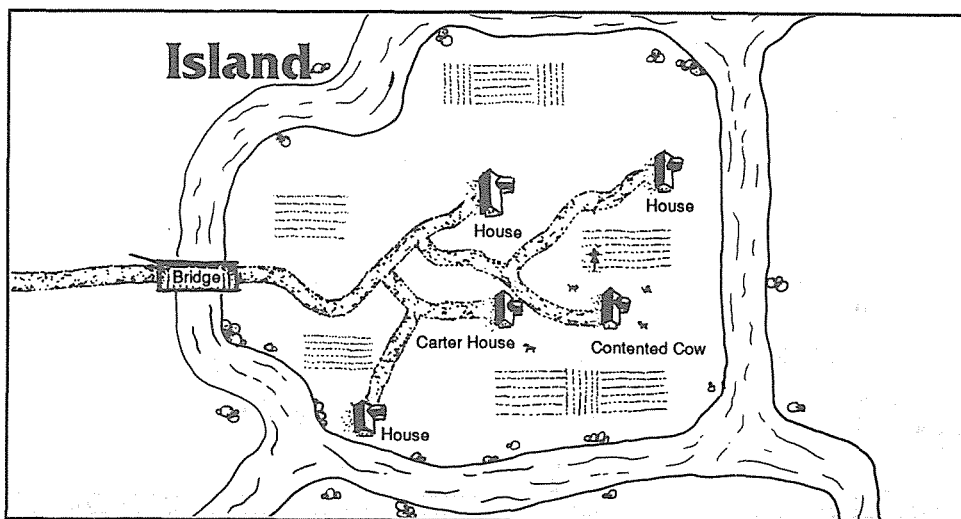 Island
House
House
Bridge
Carter House
Contented Cow
House